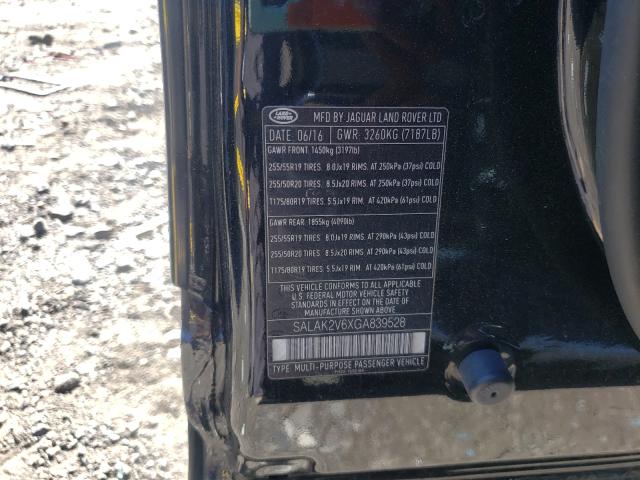 LAND ROVER
MFD BY JAGUAR LAND ROVER LTD
DATE 06/16 GWR: 3260KG (7187LB)
GAWR FRONT: 1450kg (3197lb)
255/55R19 TIRES. 8.0Jx19 RIMS. AT 250kPa (37psi) COLD
255/50R20 TIRES. 8.5Jx20 RIMS. AT 250kPa (37psi) COLD
T175/80R19 TIRES. 5.5Jx19 RIM. AT 420kPa (61psi) COLD
GAWR REAR: 1855kg (4090lb)
255/55R19 TIRES. 8.0Jx19 RIMS. AT 290kPa (43psi) COLD
255/50R20 TIRES. 8.5Jx20 RIMS. AT 290kPa (43psi) COLD
T175/80R19 TIRES. 5.5Jx19 RIM. AT 420kPa (61psi) COLD
THIS VEHICLE CONFORMS TO ALL APPLICABLE
U.S. FEDERAL MOTOR VEHICLE SAFETY STANDARDS
IN EFFECT ON THE DATE OF
MANUFACTURE SHOWN ABOVE
SALAK2V6XGA839528
TYPE: MULTI-PURPOSE PASSENGER VEHICLE